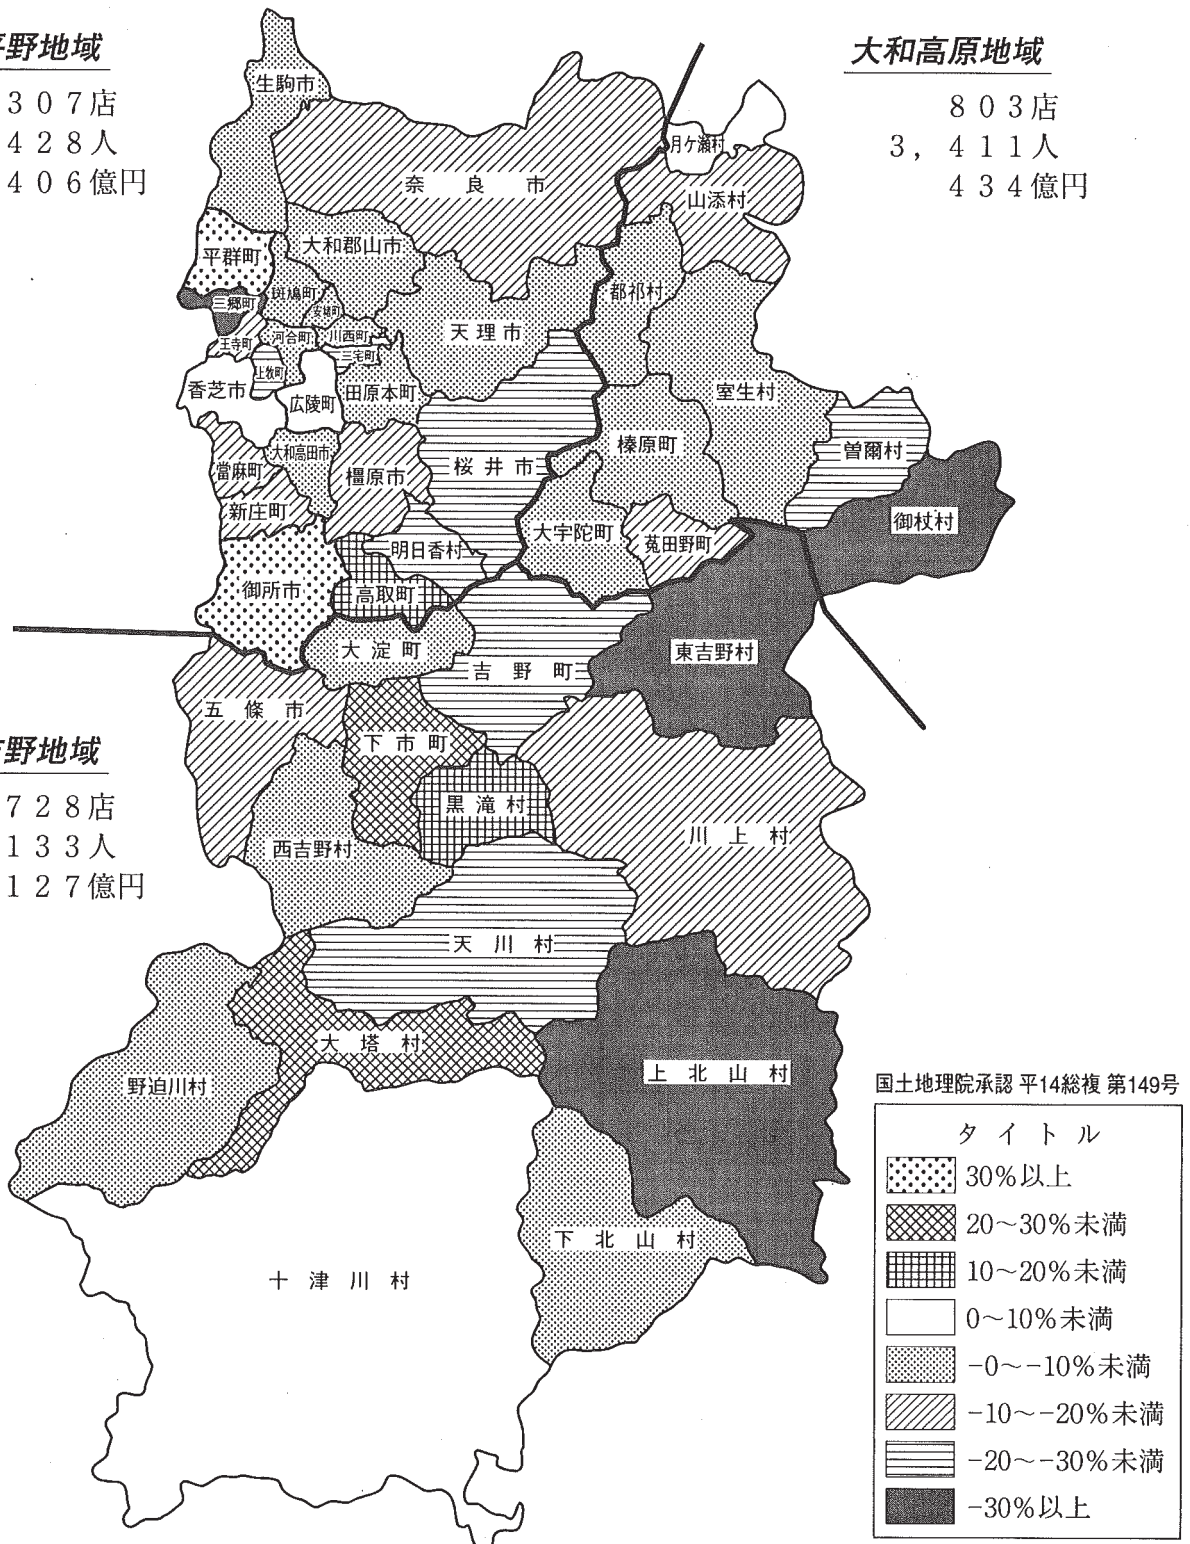 平野地域
307店
428人
406億円
大和高原地域
803店
3,411人
434億円
吉野地域
728店
133人
127億円
生駒市
奈良市
月ケ瀬村
山添村
平群町
大和郡山市
斑鳩町
安堵町
三郷町
都祁村
天理市
王寺町
河合町
川西町
三宅町
上牧町
香芝市
広陵町
田原本町
室生村
榛原町
曽爾村
當麻町
大和高田市
橿原市
桜井市
新庄町
大宇陀町
菟田野町
御杖村
明日香村
御所市
高取町
大淀町
吉野町
東吉野村
五條市
下市町
黒滝村
川上村
西吉野村
天川村
大塔村
野迫川村
上北山村
下北山村
十津川村
国土地理院承認 平14総複 第149号
タイトル
30%以上
20~30%未満
10~20%未満
0~10%未満
-0~-10%未満
-10~-20%未満
-20~-30%未満
-30%以上